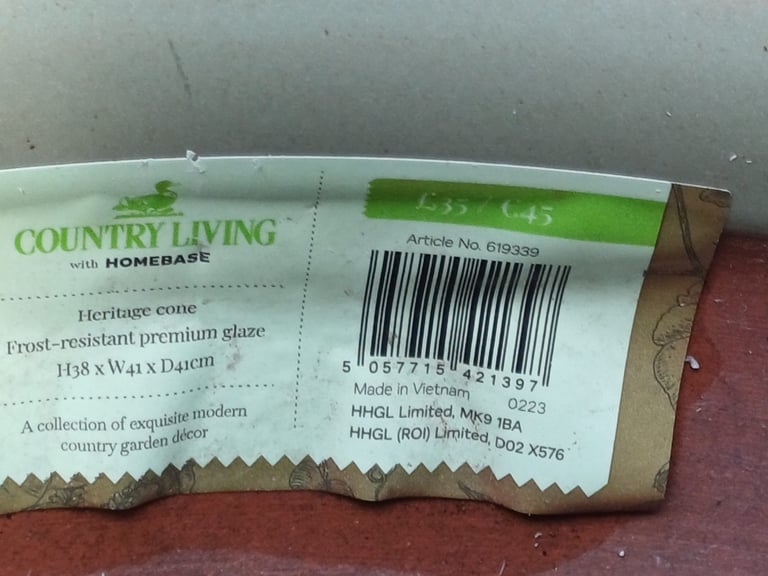 COUNTRY LIVING
with HOMEBASE
Heritage cone
Frost-resistant premium glaze
H38 x W41 x D41cm
A collection of exquisite modern
country garden décor
£35 / €45
Article No. 619339
5 057715 421397
Made in Vietnam 0223
HHGL Limited, MK9 1BA
HHGL (ROI) Limited, D02 X576